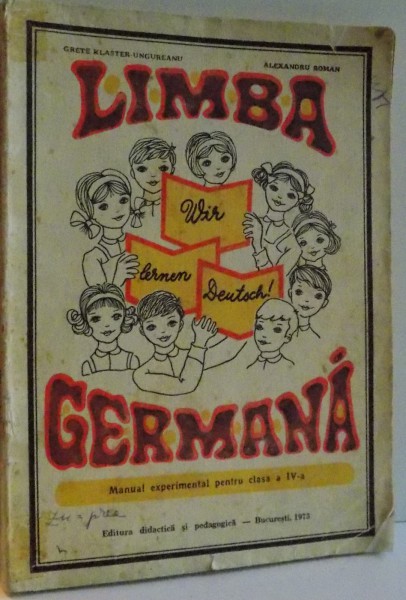 GRETE KLASTER-UNGUREANU
ALEXANDRU ROMAN
LIMBA
Wir
lernen
Deutsch!
GERMANĂ
Manual experimental pentru clasa a IV-a
Editura didactică și pedagogică — București, 1973